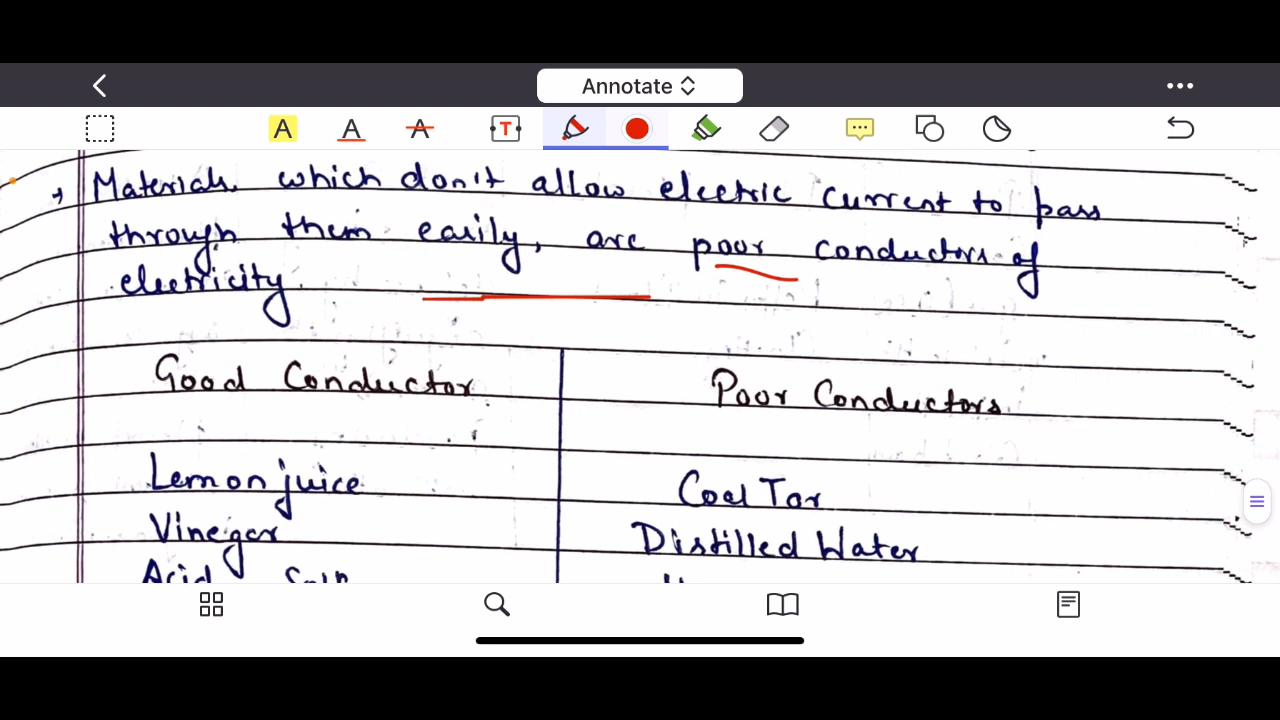 Annotate
A A A T
→ Materials which don't allow electric current to pass
through them easily, are poor conductors of
electricity.
Good Conductor Poor Conductors
Lemon juice Coal Tar
Vinegar Distilled Water
Acid